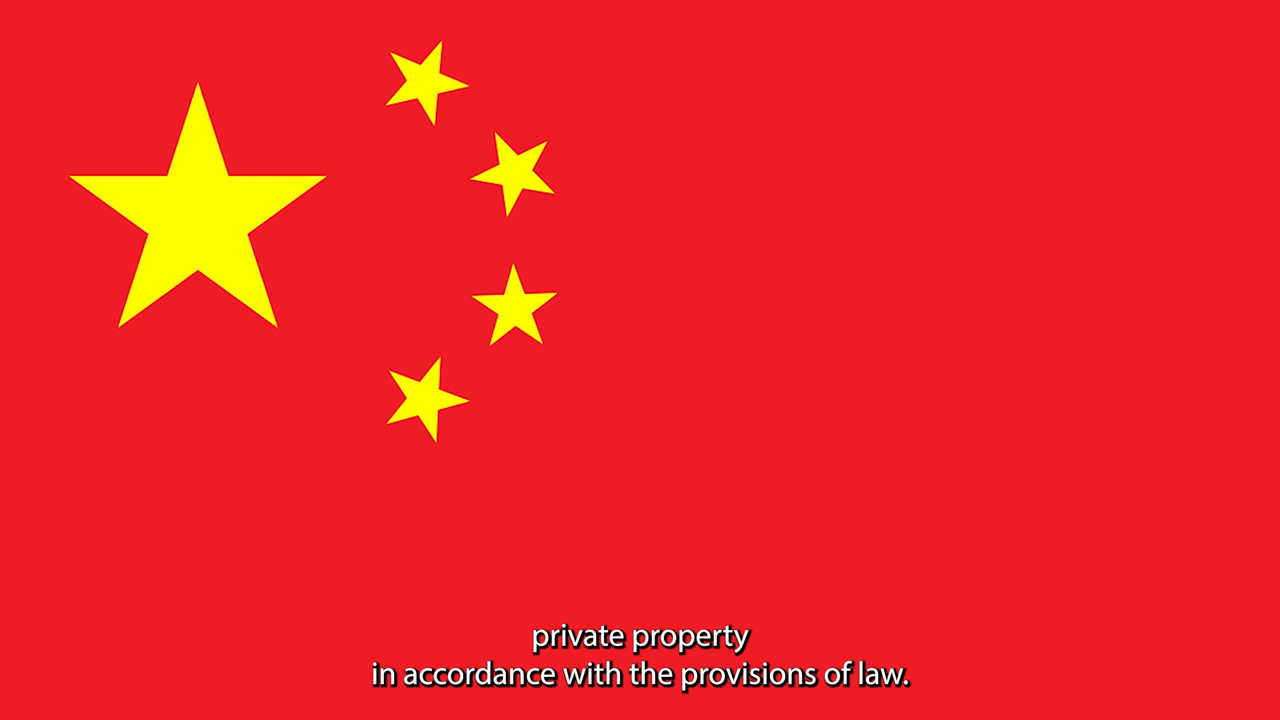 private property
in accordance with the provisions of law.